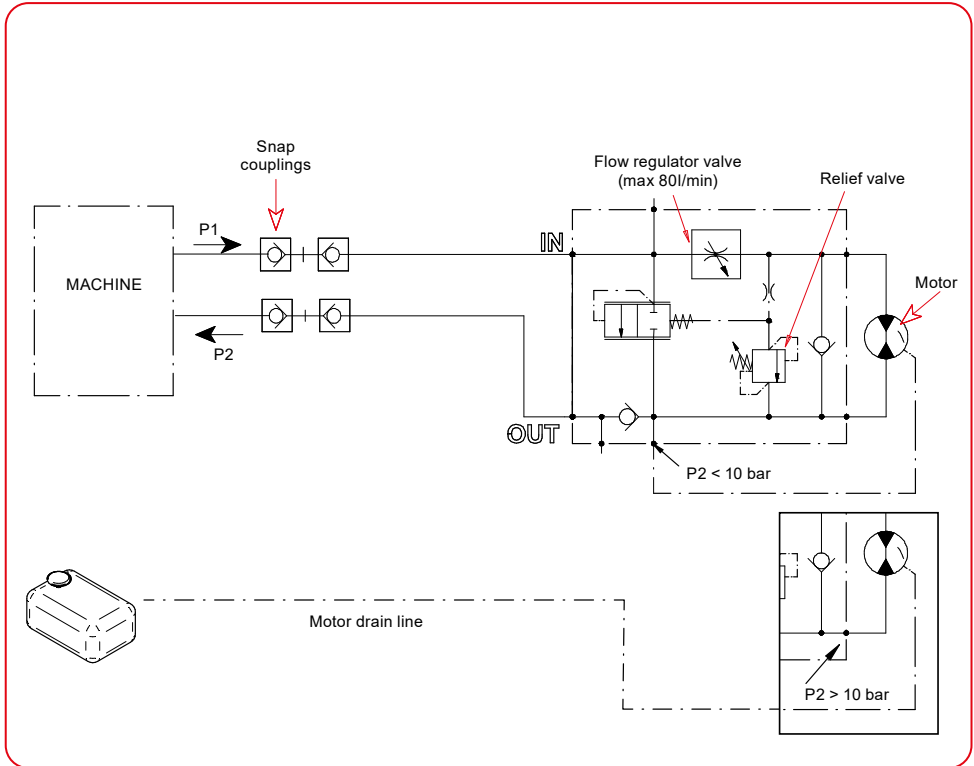 Snap
couplings
Flow regulator valve
(max 80l/min)
Relief valve
P1
IN
MACHINE
Motor
P2
OUT
P2 < 10 bar
Motor drain line
P2 > 10 bar